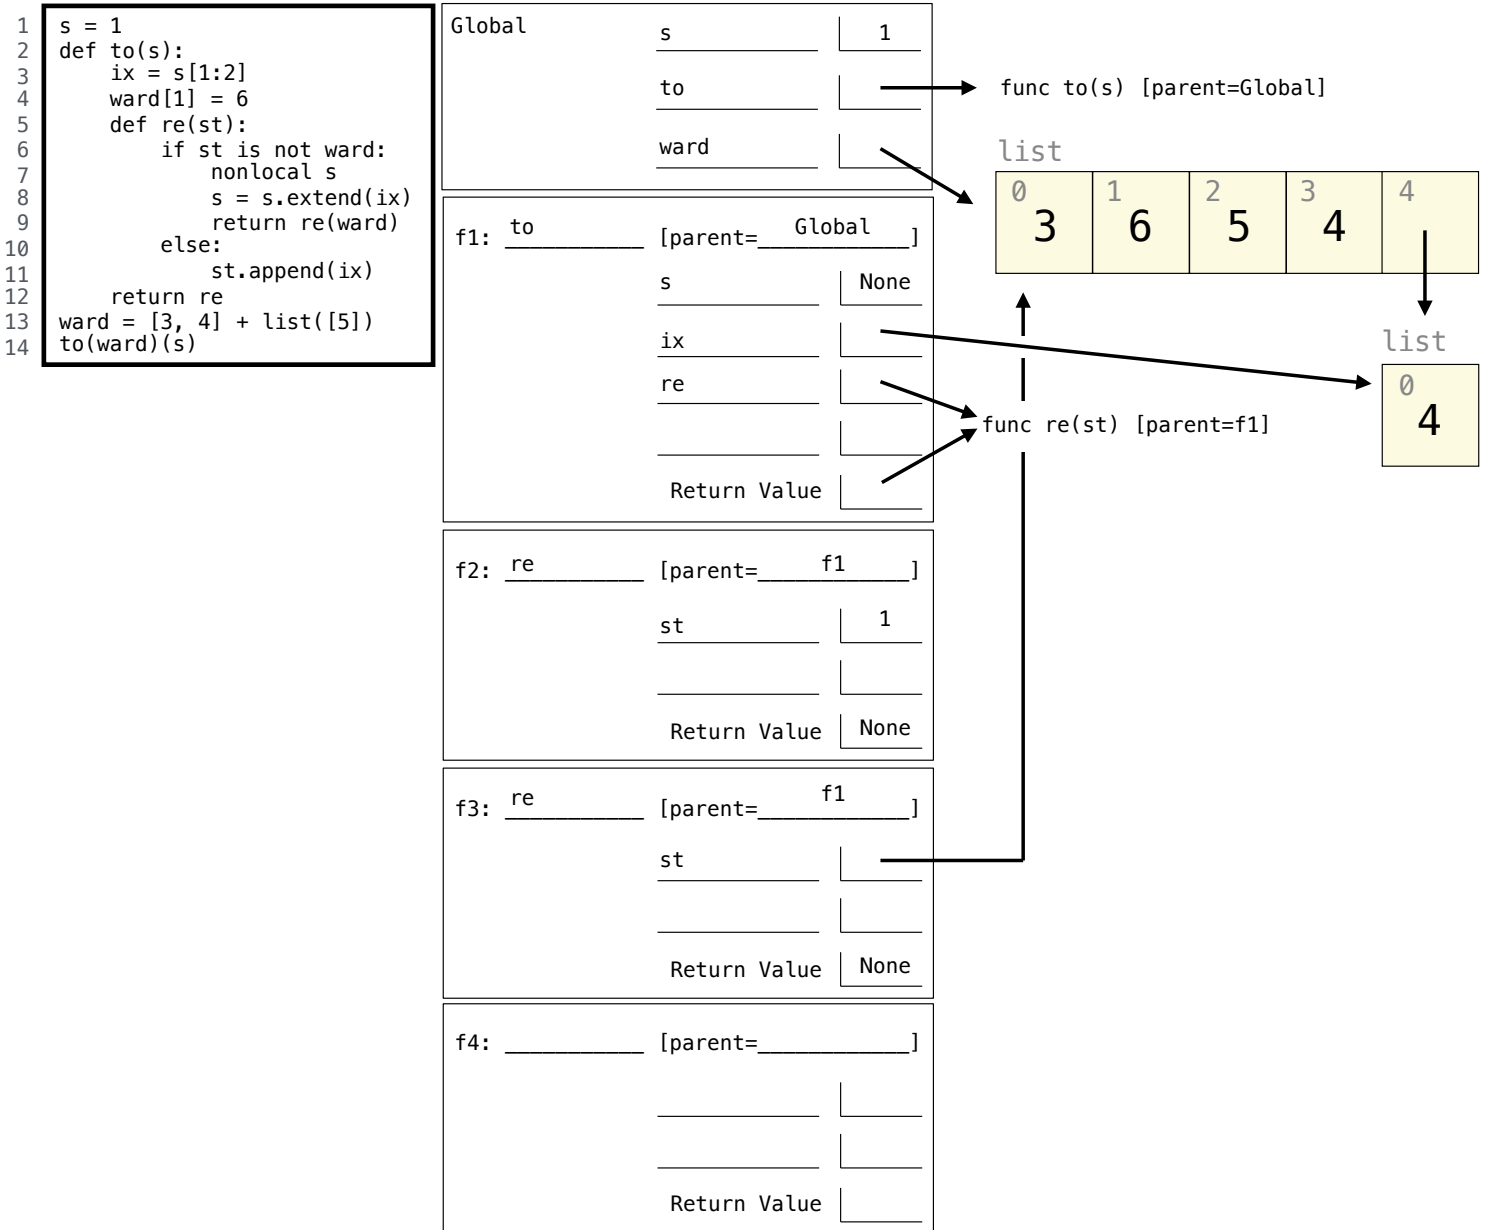 1 s = 1
2 def to(s):
3     ix = s[1:2]
4     ward[1] = 6
5     def re(st):
6         if st is not ward:
7             nonlocal s
8             s = s.extend(ix)
9             return re(ward)
10         else:
11             st.append(ix)
12     return re
13 ward = [3, 4] + list([5])
14 to(ward)(s)
Global
s 1
to
func to(s) [parent=Global]
ward
list
0 1 2 3 4
3 6 5 4
f1: to [parent=Global]
s None
ix
list
0
4
re
func re(st) [parent=f1]
Return Value
f2: re [parent=f1]
st 1
Return Value None
f3: re [parent=f1]
st
Return Value None
f4: ___________ [parent=____________]
Return Value